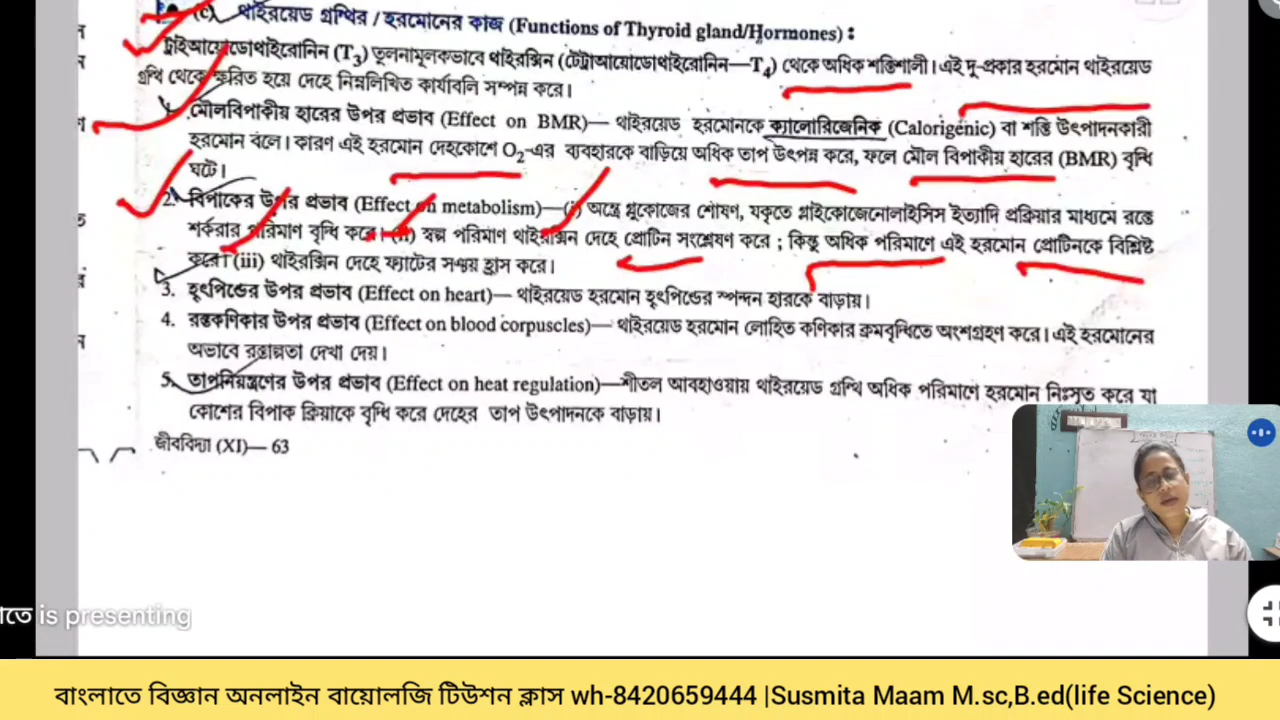 (c) থাইরয়েড গ্রন্থির / হরমোনের কাজ (Functions of Thyroid gland/Hormones) :
ট্রাইআয়োডোথাইরোনিন (T3) তুলনামূলকভাবে থাইরক্সিন (টেট্রাআয়োডোথাইরোনিন—T4) থেকে অধিক শক্তিশালী। এই দু-প্রকার হরমোন থাইরয়েড
গ্রন্থি থেকে ক্ষরিত হয়ে দেহে নিম্নলিখিত কার্যাবলি সম্পন্ন করে।
মৌলবিপাকীয় হারের উপর প্রভাব (Effect on BMR)— থাইরয়েড হরমোনকে ক্যালোরিজেনিক (Calorigenic) বা শক্তি উৎপাদনকারী
হরমোন বলে। কারণ এই হরমোন দেহকোশে O2-এর ব্যবহারকে বাড়িয়ে অধিক তাপ উৎপন্ন করে, ফলে মৌল বিপাকীয় হারের (BMR) বৃদ্ধি
ঘটে।
2. বিপাকের উপর প্রভাব (Effect on metabolism)—(i) অন্ত্রে গ্লুকোজের শোষণ, যকৃতে গ্লাইকোজেনোলাইসিস ইত্যাদি প্রক্রিয়ার মাধ্যমে রক্তে
শর্করার পরিমাণ বৃদ্ধি করে। (ii) স্বল্প পরিমাণ থাইরক্সিন দেহে প্রোটিন সংশ্লেষণ করে ; কিন্তু অধিক পরিমাণে এই হরমোন প্রোটিনকে বিশ্লিষ্ট
করে। (iii) থাইরক্সিন দেহে ফ্যাটের সঞ্চয় হ্রাস করে।
3. হৃৎপিণ্ডের উপর প্রভাব (Effect on heart)— থাইরয়েড হরমোন হৃৎপিণ্ডের স্পন্দন হারকে বাড়ায়।
4. রক্তকণিকার উপর প্রভাব (Effect on blood corpuscles)— থাইরয়েড হরমোন লোহিত কণিকার ক্রমবৃদ্ধিতে অংশগ্রহণ করে। এই হরমোনের
অভাবে রক্তাল্পতা দেখা দেয়।
5. তাপনিয়ন্ত্রণের উপর প্রভাব (Effect on heat regulation)—শীতল আবহাওয়ায় থাইরয়েড গ্রন্থি অধিক পরিমাণে হরমোন নিঃসৃত করে যা
কোশের বিপাক ক্রিয়াকে বৃদ্ধি করে দেহের তাপ উৎপাদনকে বাড়ায়।
জীববিদ্যা (XI)— 63
is presenting
বাংলাতে বিজ্ঞান অনলাইন বায়োলজি টিউশন ক্লাস wh-8420659444 |Susmita Maam M.sc,B.ed(life Science)